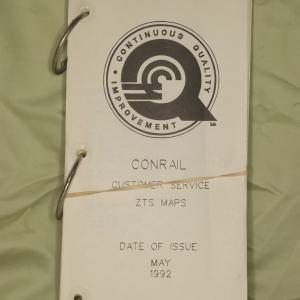 CONTINUOUS QUALITY
IMPROVEMENT
CONRAIL
CUSTOMER SERVICE
ZTS MAPS
DATE OF ISSUE
MAY
1992